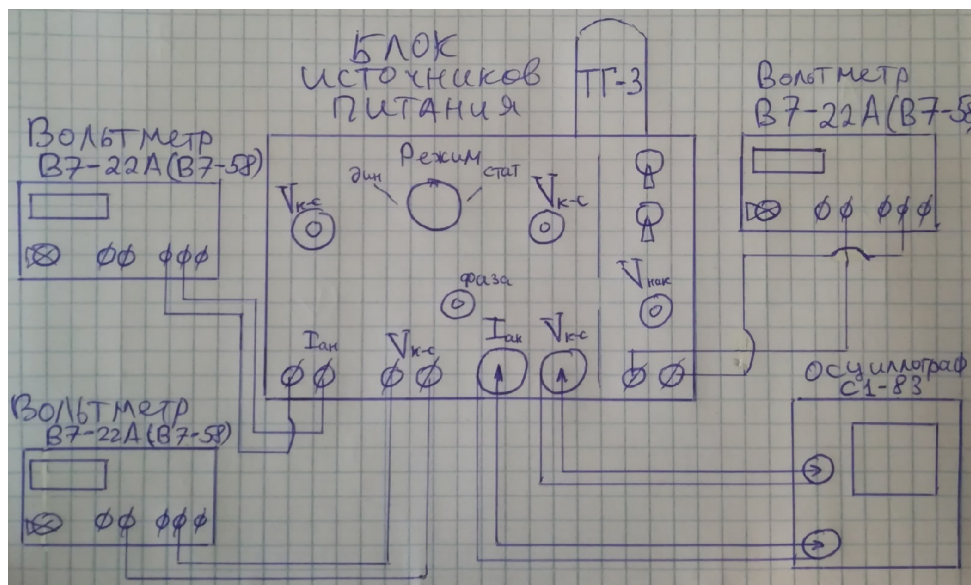 БЛОК
ИСТОЧНИКОВ
ПИТАНИЯ
ТГ-3
Вольтметр
В7-22А(В7-58)
Вольтметр
В7-22А(В7-58
Режим
дин
стат
Vк-с
Vк-с
фаза
Vнак
Iан
Vк-с
Iан
Vк-с
Осциллограф
С1-83
Вольтметр
В7-22А(В7-58)